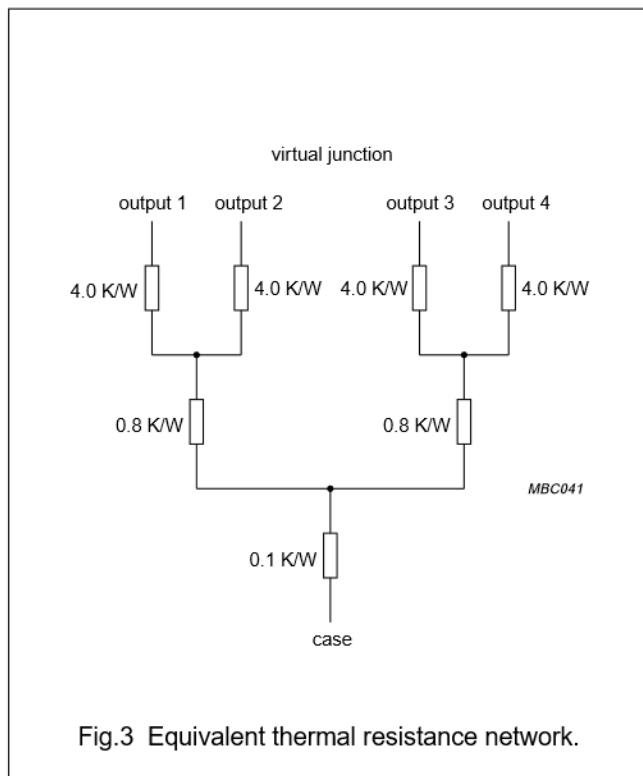 virtual junction
output 1 output 2 output 3 output 4
4.0 K/W 4.0 K/W 4.0 K/W 4.0 K/W
0.8 K/W 0.8 K/W
MBC041
0.1 K/W
case
Fig.3 Equivalent thermal resistance network.